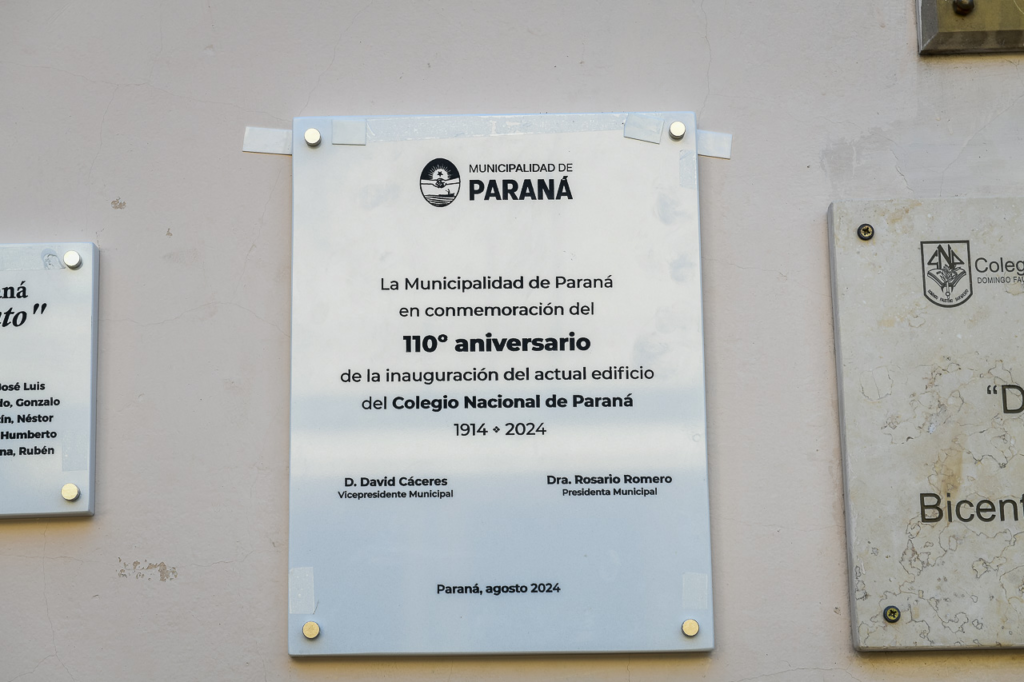 MUNICIPALIDAD DE
PARANÁ
La Municipalidad de Paraná
en conmemoración del
110º aniversario
de la inauguración del actual edificio
del Colegio Nacional de Paraná
1914 ❖ 2024
D. David Cáceres
Vicepresidente Municipal
Dra. Rosario Romero
Presidenta Municipal
Paraná, agosto 2024
José Luis
Gonzalo
Néstor
Humberto
Rubén
DOMINGO
“D